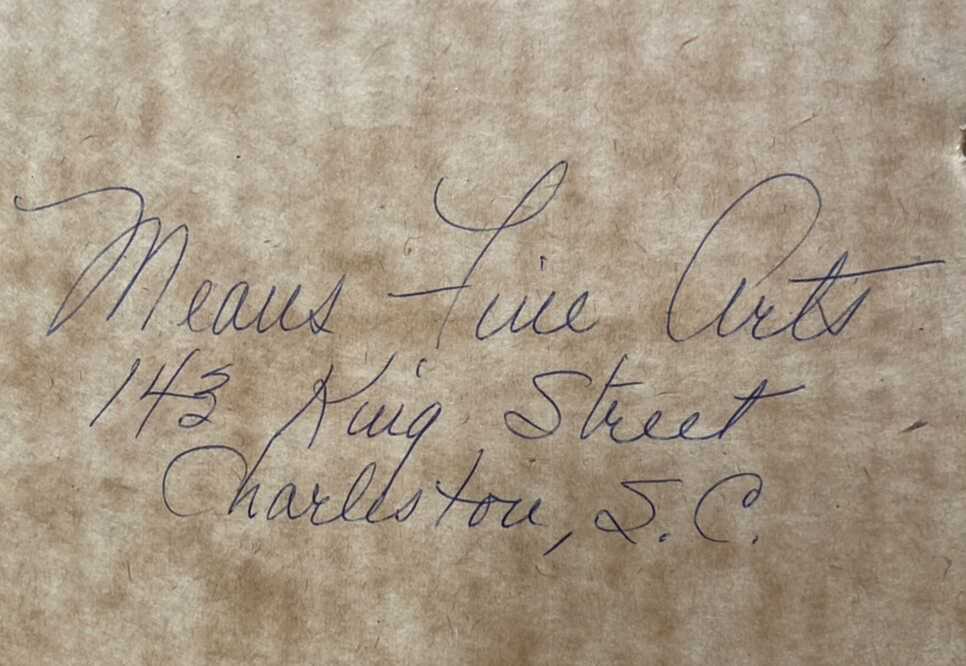 Means Fine Arts
143 King Street
Charleston, S.C.